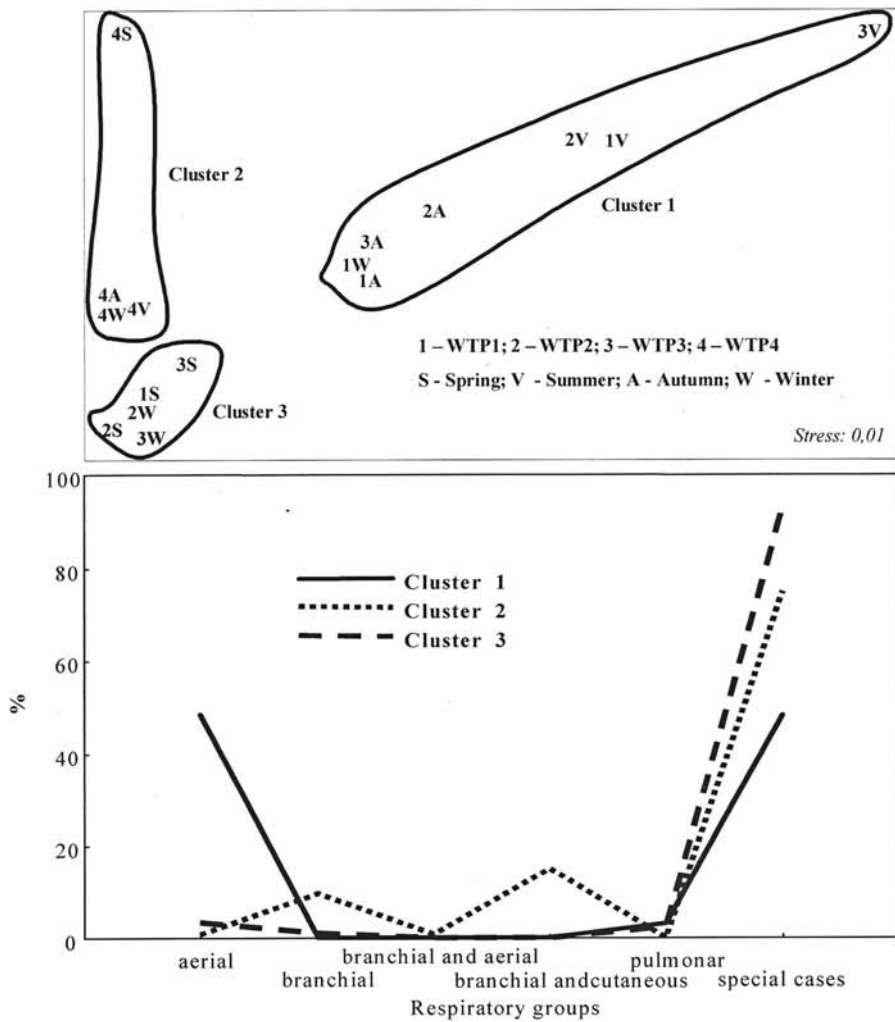 4S
3V
2V 1V
Cluster 2
Cluster 1
2A
3A
1W
1A
4A
4W 4V
1 – WTP1; 2 – WTP2; 3 – WTP3; 4 – WTP4
S - Spring; V - Summer; A - Autumn; W - Winter
3S
1S
2W
Cluster 3
2S
3W
Stress: 0,01
100
80
60
40
20
0
%
Cluster 1
Cluster 2
Cluster 3
aerial
branchial
branchial and aerial
branchial andcutaneous
pulmonar
special cases
Respiratory groups